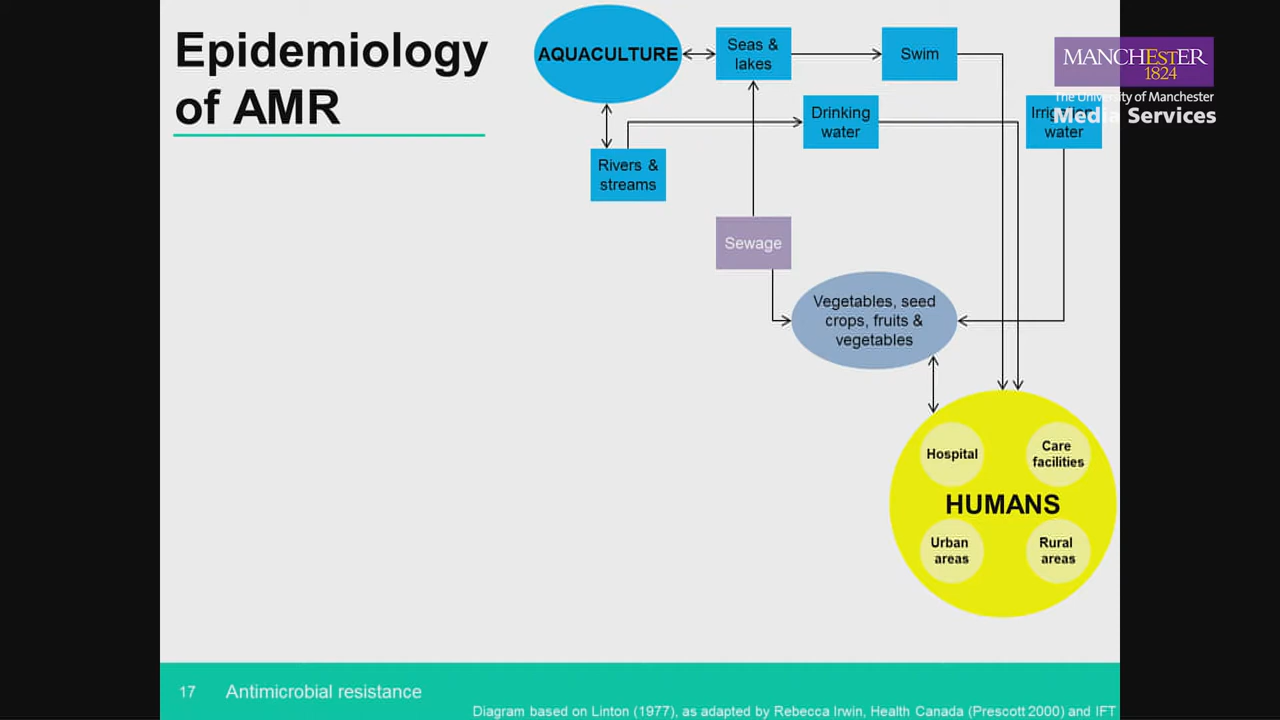 Epidemiology
of AMR
AQUACULTURE
Seas &
lakes
Swim
MANCHESTER
1824
The University of Manchester
Media Services
Drinking
water
water
Rivers &
streams
Sewage
Vegetables, seed
crops, fruits &
vegetables
Hospital
Care
facilities
HUMANS
Urban
areas
Rural
areas
17
Antimicrobial resistance
Diagram based on Linton (1977), as adapted by Rebecca Irwin, Health Canada (Prescott 2000) and IFT